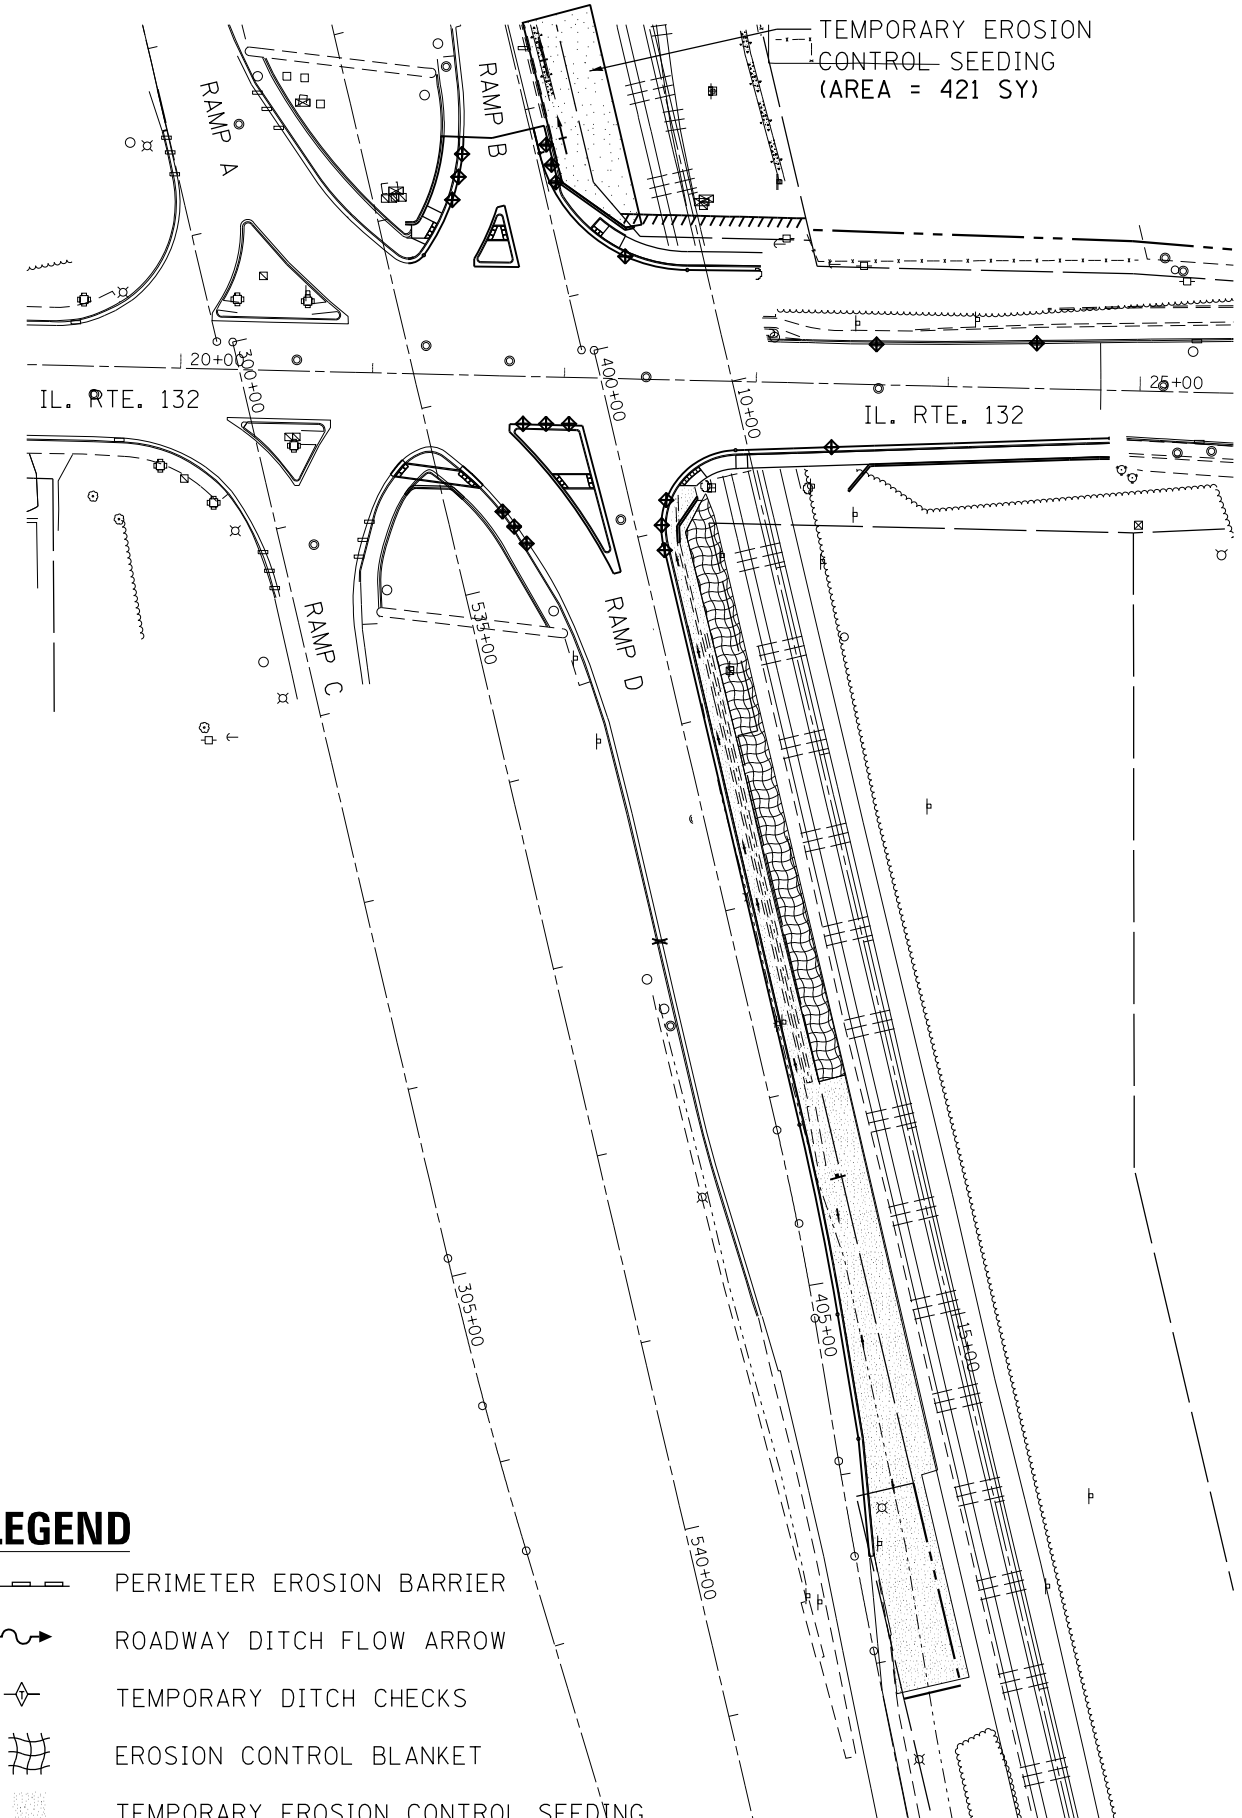 TEMPORARY EROSION
CONTROL SEEDING
(AREA = 421 SY)
RAMP A
RAMP B
20+00
300+00
400+00
10+00
25+00
IL. RTE. 132
IL. RTE. 132
535+00
RAMP C
RAMP D
305+00
405+00
15+00
540+00
LEGEND
PERIMETER EROSION BARRIER
ROADWAY DITCH FLOW ARROW
T
TEMPORARY DITCH CHECKS
EROSION CONTROL BLANKET
TEMPORARY EROSION CONTROL SEEDING